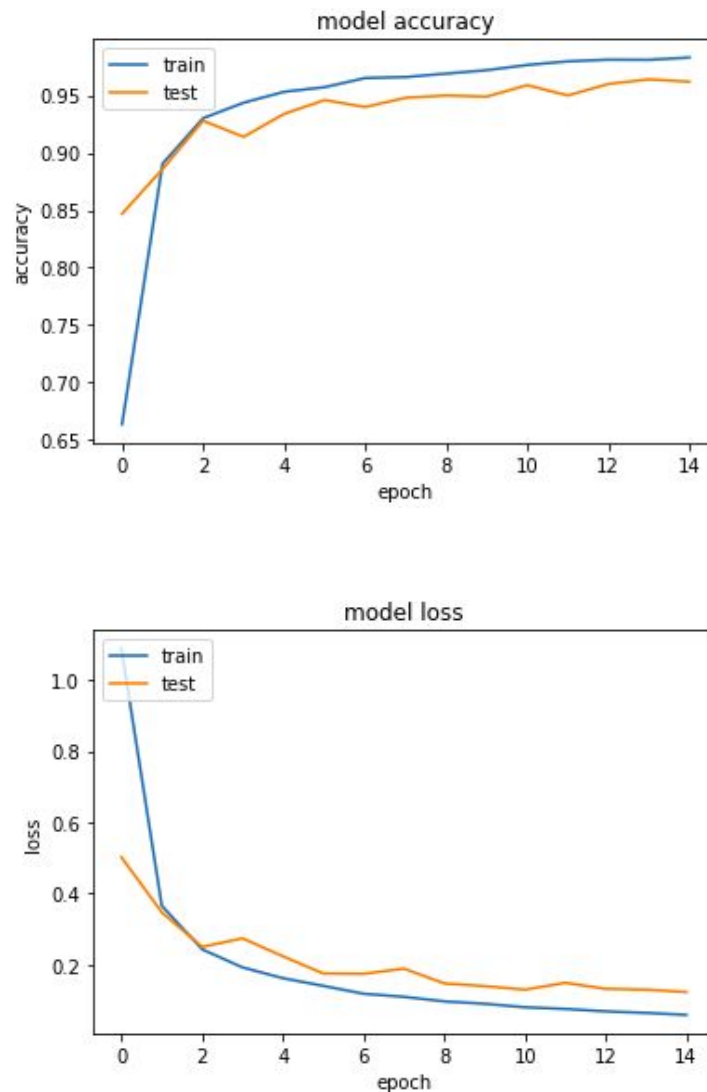 model accuracy
train
test
0.95
0.90
0.85
0.80
0.75
0.70
0.65
accuracy
0 2 4 6 8 10 12 14
epoch
model loss
train
test
1.0
0.8
0.6
0.4
0.2
loss
0 2 4 6 8 10 12 14
epoch